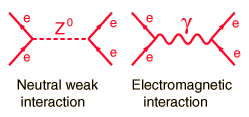 e e e e
Z⁰ γ
e e e e
Neutral weak Electromagnetic
interaction interaction